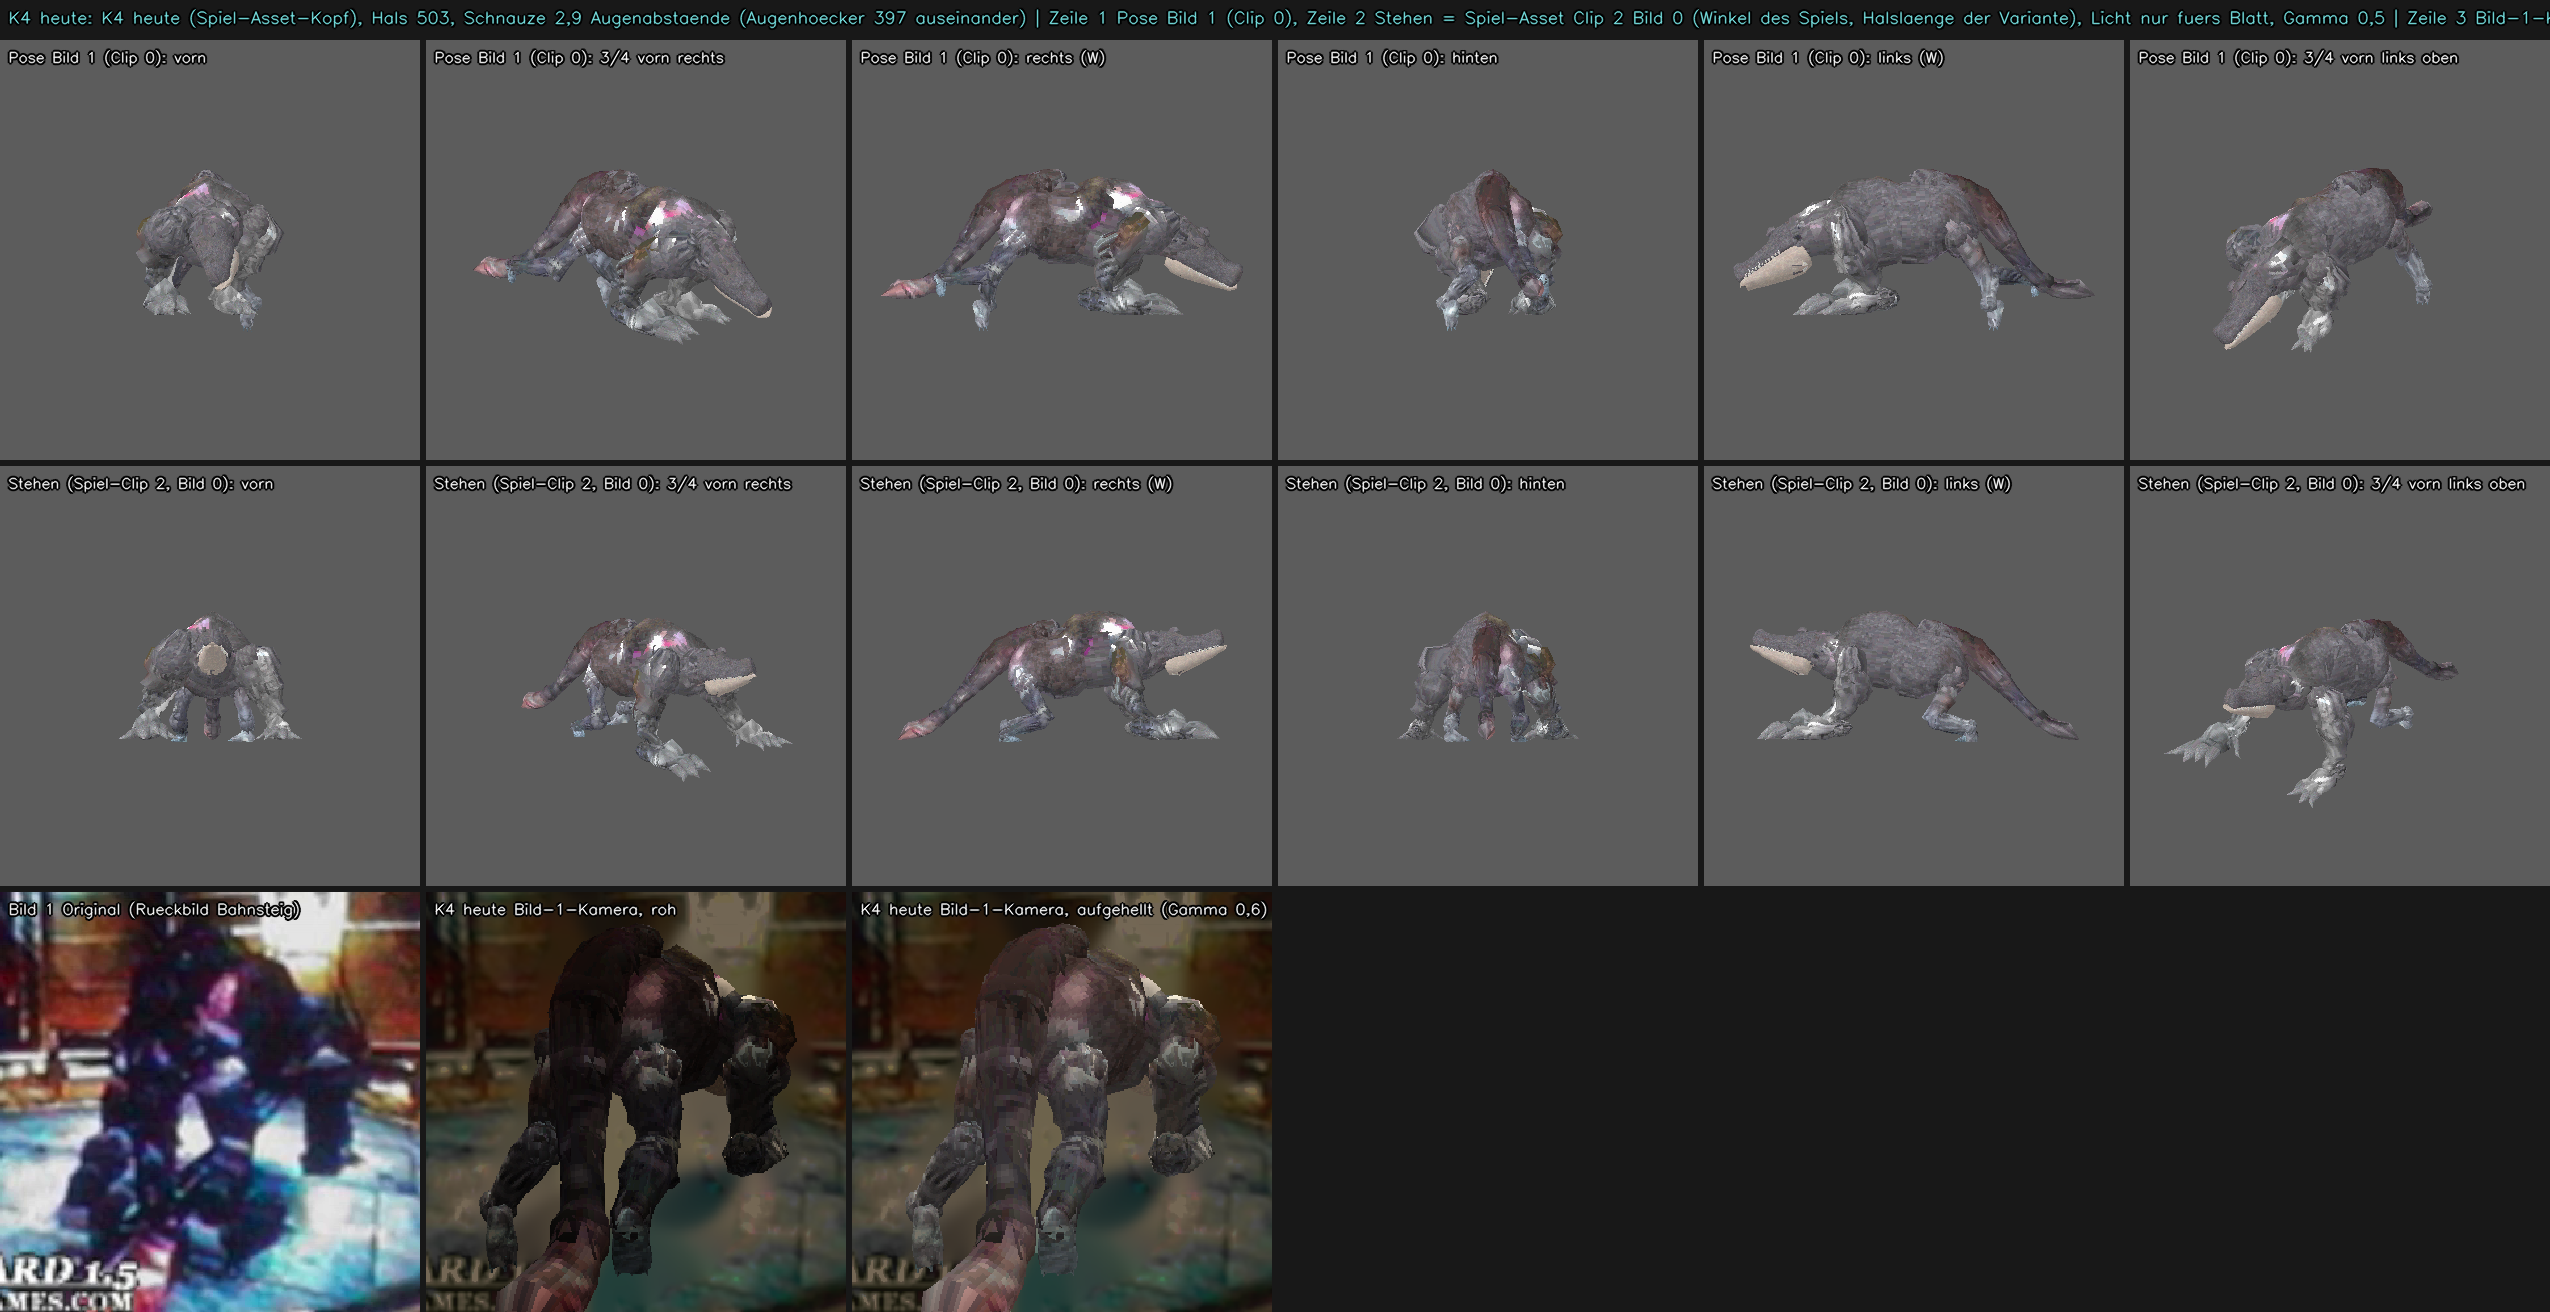 K4 heute: K4 heute (Spiel-Asset-Kopf), Hals 503, Schnauze 2,9 Augenabstaende (Augenhoecker 397 auseinander) | Zeile 1 Pose Bild 1 (Clip 0), Zeile 2 Stehen = Spiel-Asset Clip 2 Bild 0 (Winkel des Spiels, Halslaenge der Variante), Licht nur fuers Blatt, Gamma 0,5 | Zeile 3 Bild-1-
Pose Bild 1 (Clip 0): vorn
Pose Bild 1 (Clip 0): 3/4 vorn rechts
Pose Bild 1 (Clip 0): rechts (W)
Pose Bild 1 (Clip 0): hinten
Pose Bild 1 (Clip 0): links (W)
Pose Bild 1 (Clip 0): 3/4 vorn links oben
Stehen (Spiel-Clip 2, Bild 0): vorn
Stehen (Spiel-Clip 2, Bild 0): 3/4 vorn rechts
Stehen (Spiel-Clip 2, Bild 0): rechts (W)
Stehen (Spiel-Clip 2, Bild 0): hinten
Stehen (Spiel-Clip 2, Bild 0): links (W)
Stehen (Spiel-Clip 2, Bild 0): 3/4 vorn links oben
Bild 1 Original (Rueckbild Bahnsteig)
K4 heute Bild-1-Kamera, roh
K4 heute Bild-1-Kamera, aufgehellt (Gamma 0,6)
ARD 1.5
MES.COM
ARD
MES.
ARD
MES.